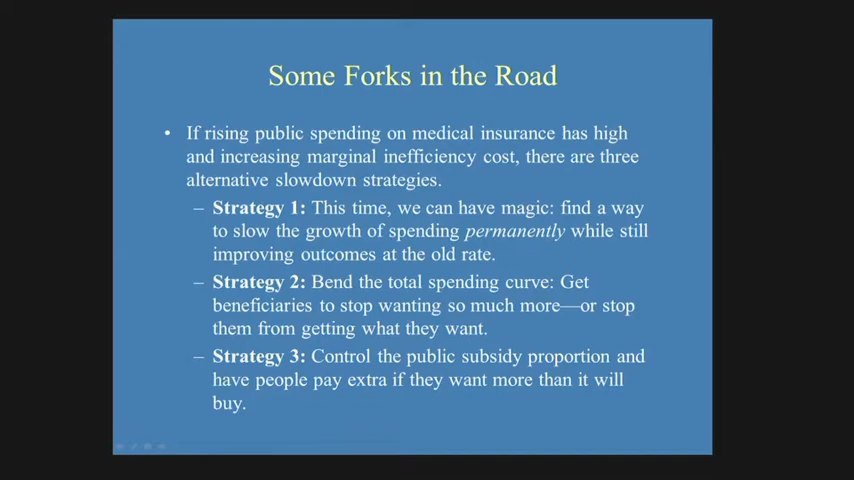 Some Forks in the Road
• If rising public spending on medical insurance has high
and increasing marginal inefficiency cost, there are three
alternative slowdown strategies.
– Strategy 1: This time, we can have magic: find a way
to slow the growth of spending permanently while still
improving outcomes at the old rate.
– Strategy 2: Bend the total spending curve: Get
beneficiaries to stop wanting so much more—or stop
them from getting what they want.
– Strategy 3: Control the public subsidy proportion and
have people pay extra if they want more than it will
buy.